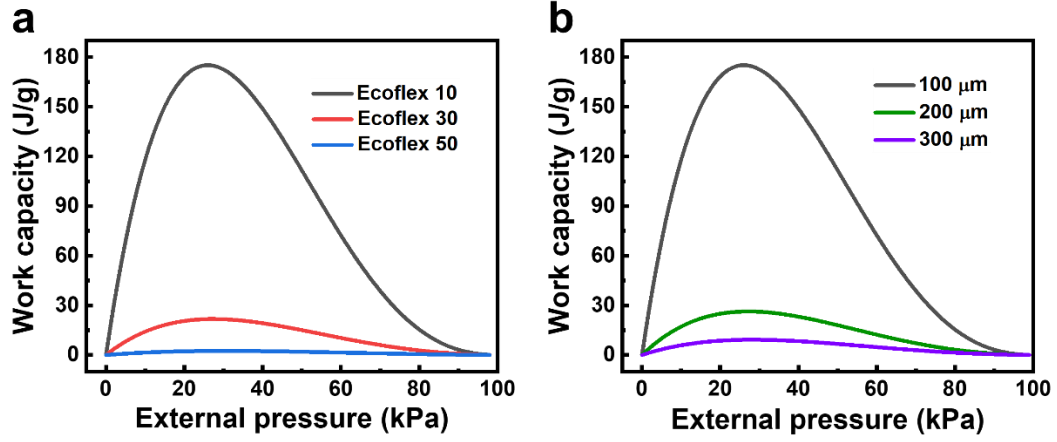 a
Work capacity (J/g)
180
150
120
90
60
30
0
Ecoflex 10
Ecoflex 30
Ecoflex 50
0 20 40 60 80 100
External pressure (kPa)
b
Work capacity (J/g)
180
150
120
90
60
30
0
100 μm
200 μm
300 μm
0 20 40 60 80 100
External pressure (kPa)